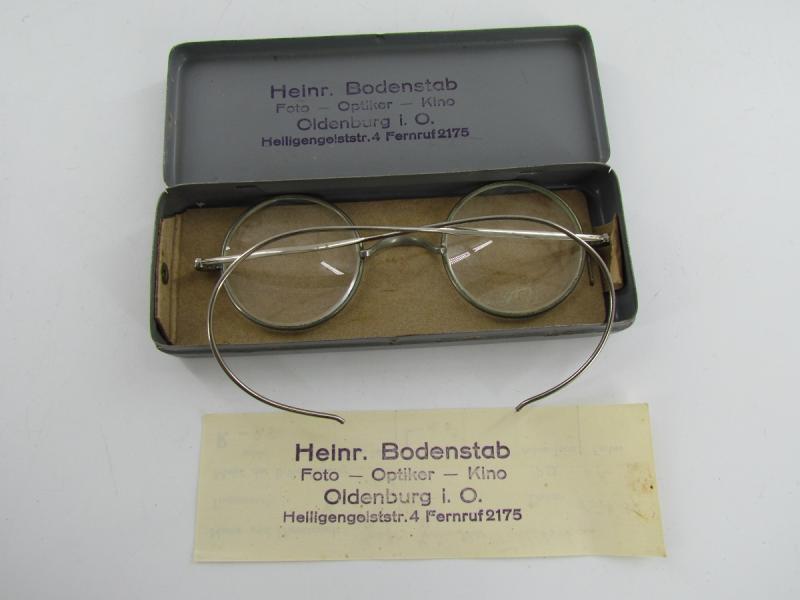 Heinr. Bodenstab
Foto - Optiker - Kino
Oldenburg i. O.
Heiligengeiststr. 4 Fernruf 2175
Heinr. Bodenstab
Foto - Optiker - Kino
Oldenburg i. O.
Heiligengeiststr. 4 Fernruf 2175